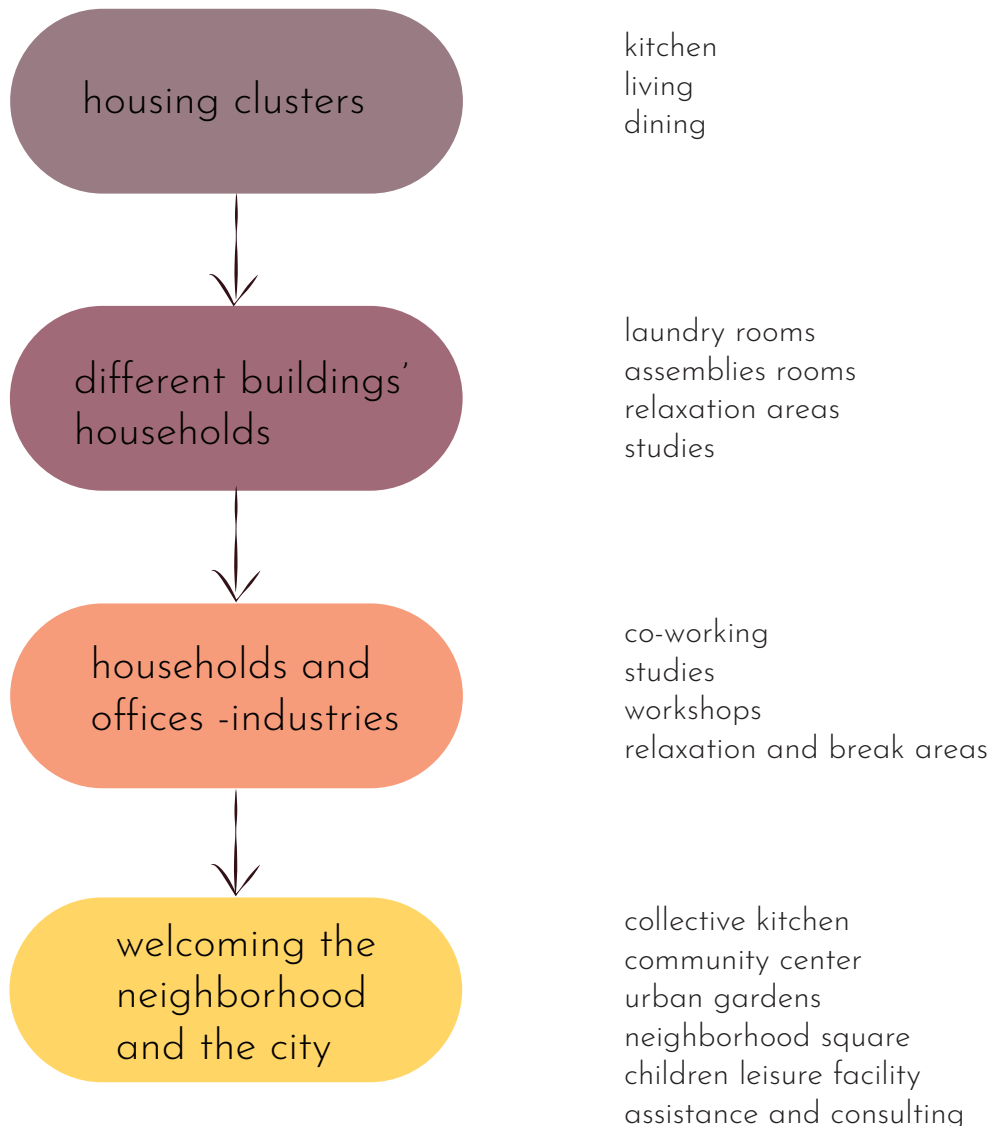 housing clusters
kitchen
living
dining
different buildings’
households
laundry rooms
assemblies rooms
relaxation areas
studies
households and
offices -industries
co-working
studies
workshops
relaxation and break areas
welcoming the
neighborhood
and the city
collective kitchen
community center
urban gardens
neighborhood square
children leisure facility
assistance and consulting